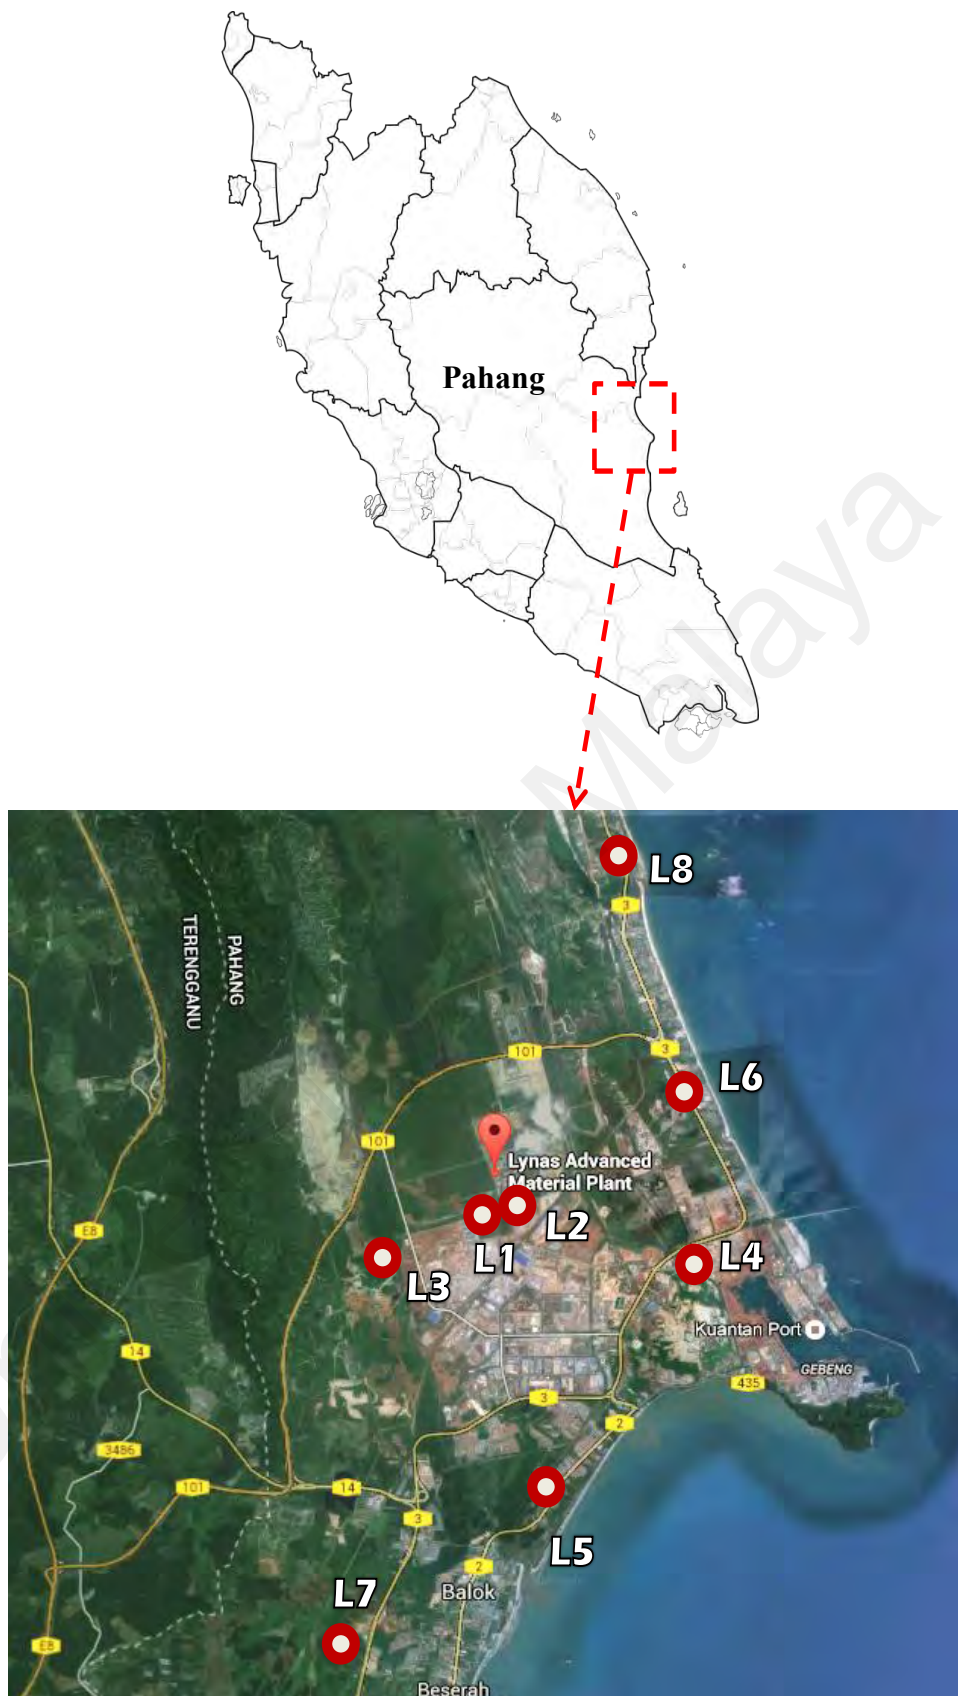 Pahang
Malaya
L8
3
TERENGGANU
PAHANG
101
3
L6
101
Lynas Advanced
Material Plant
L2
L1
E8
L3
L4
Kuantan Port
GEBENG
14
435
3
2
3486
101
14
3
L5
2
Balok
L7
E8
Beserah